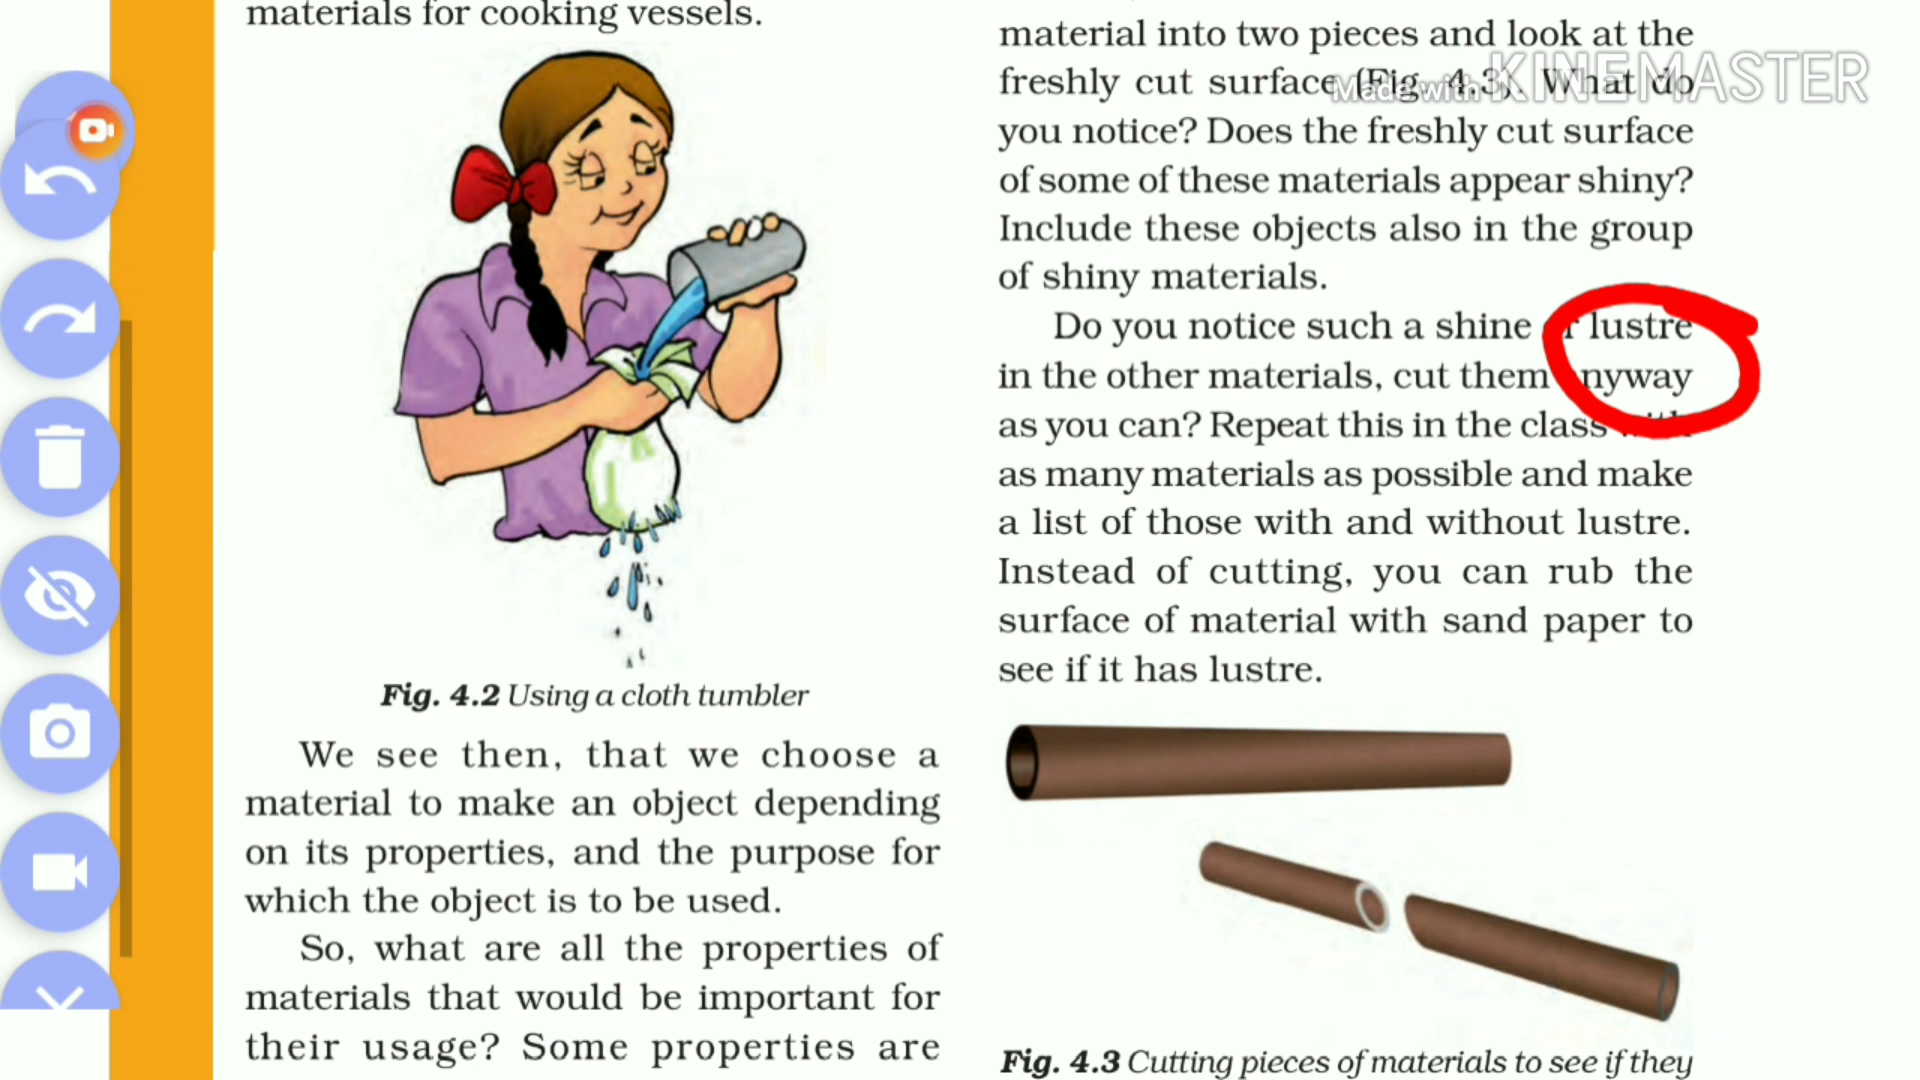 materials for cooking vessels.
Fig. 4.2 Using a cloth tumbler
We see then, that we choose a
material to make an object depending
on its properties, and the purpose for
which the object is to be used.
So, what are all the properties of
materials that would be important for
their usage? Some properties are
material into two pieces and look at the
freshly cut surface (Fig. 4.3). What do
you notice? Does the freshly cut surface
of some of these materials appear shiny?
Include these objects also in the group
of shiny materials.
Do you notice such a shine or lustre
in the other materials, cut them anyway
as you can? Repeat this in the class with
as many materials as possible and make
a list of those with and without lustre.
Instead of cutting, you can rub the
surface of material with sand paper to
see if it has lustre.
Fig. 4.3 Cutting pieces of materials to see if they
Made with KINEMASTER